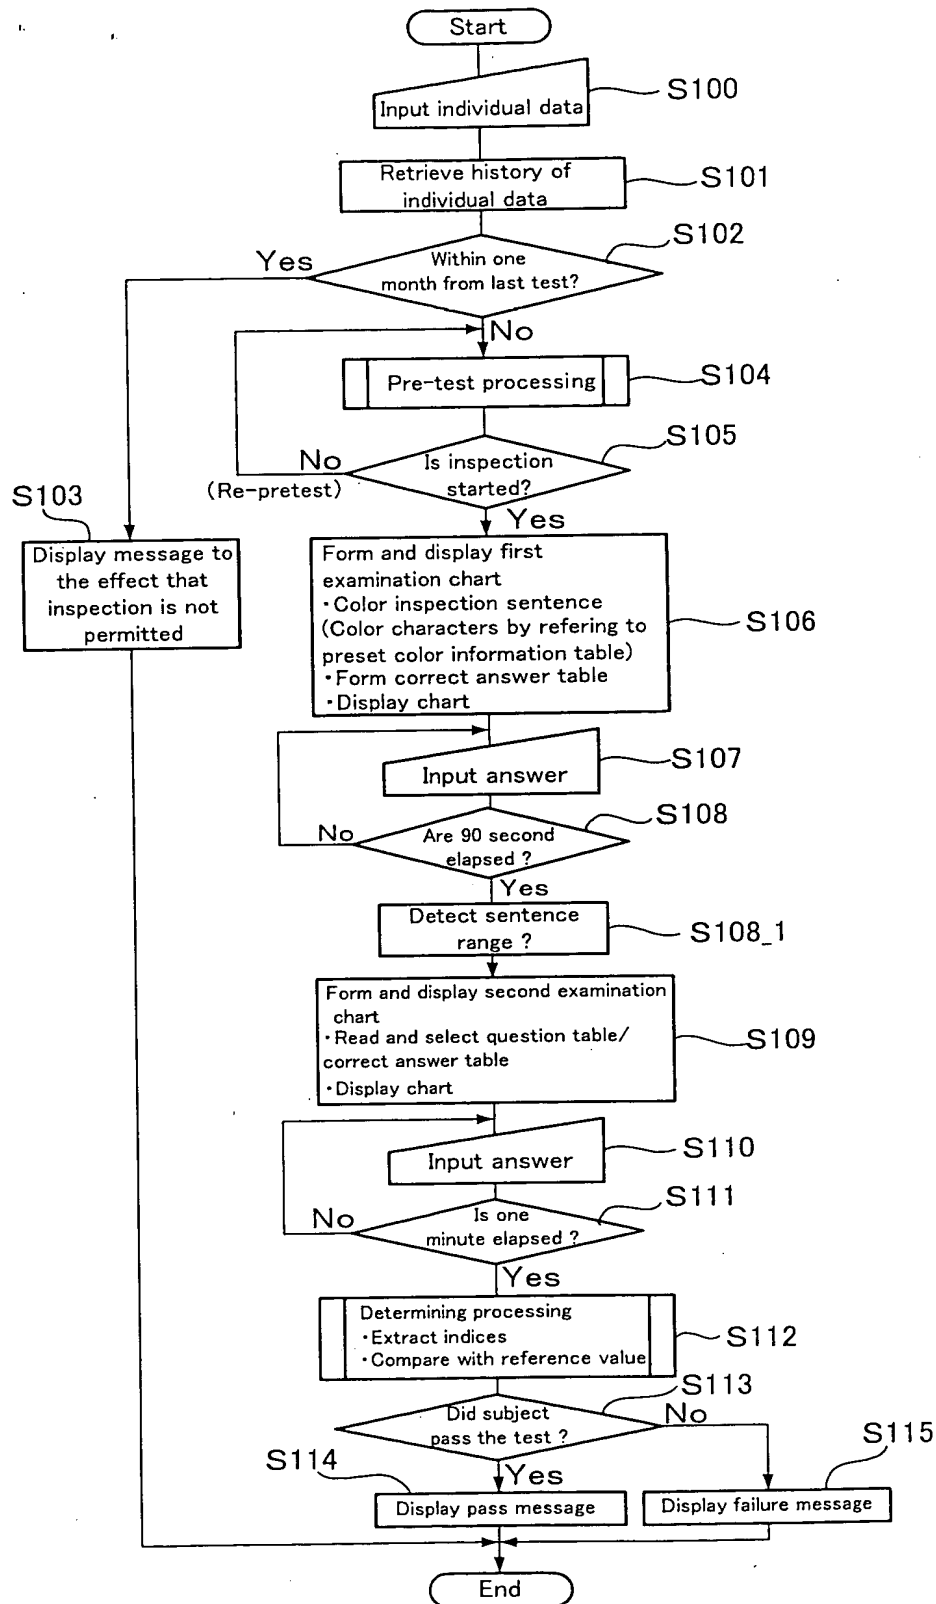 Start
Input individual data
S100
Retrieve history of
individual data
S101
S102
Within one
month from last test?
Yes
No
Pre-test processing
S104
S105
Is inspection
started?
No
(Re-pretest)
Yes
S103
Display message to
the effect that
inspection is not
permitted
Form and display first
examination chart
・Color inspection sentence
(Color characters by refering to
preset color information table)
・Form correct answer table
・Display chart
S106
Input answer
S107
S108
Are 90 second
elapsed ?
No
Yes
Detect sentence
range ?
S108_1
Form and display second examination
chart
・Read and select question table/
correct answer table
・Display chart
S109
Input answer
S110
S111
Is one
minute elapsed ?
No
Yes
Determining processing
・Extract indices
・Compare with reference value
S112
S113
Did subject
pass the test ?
No
Yes
S114
S115
Display pass message
Display failure message
End